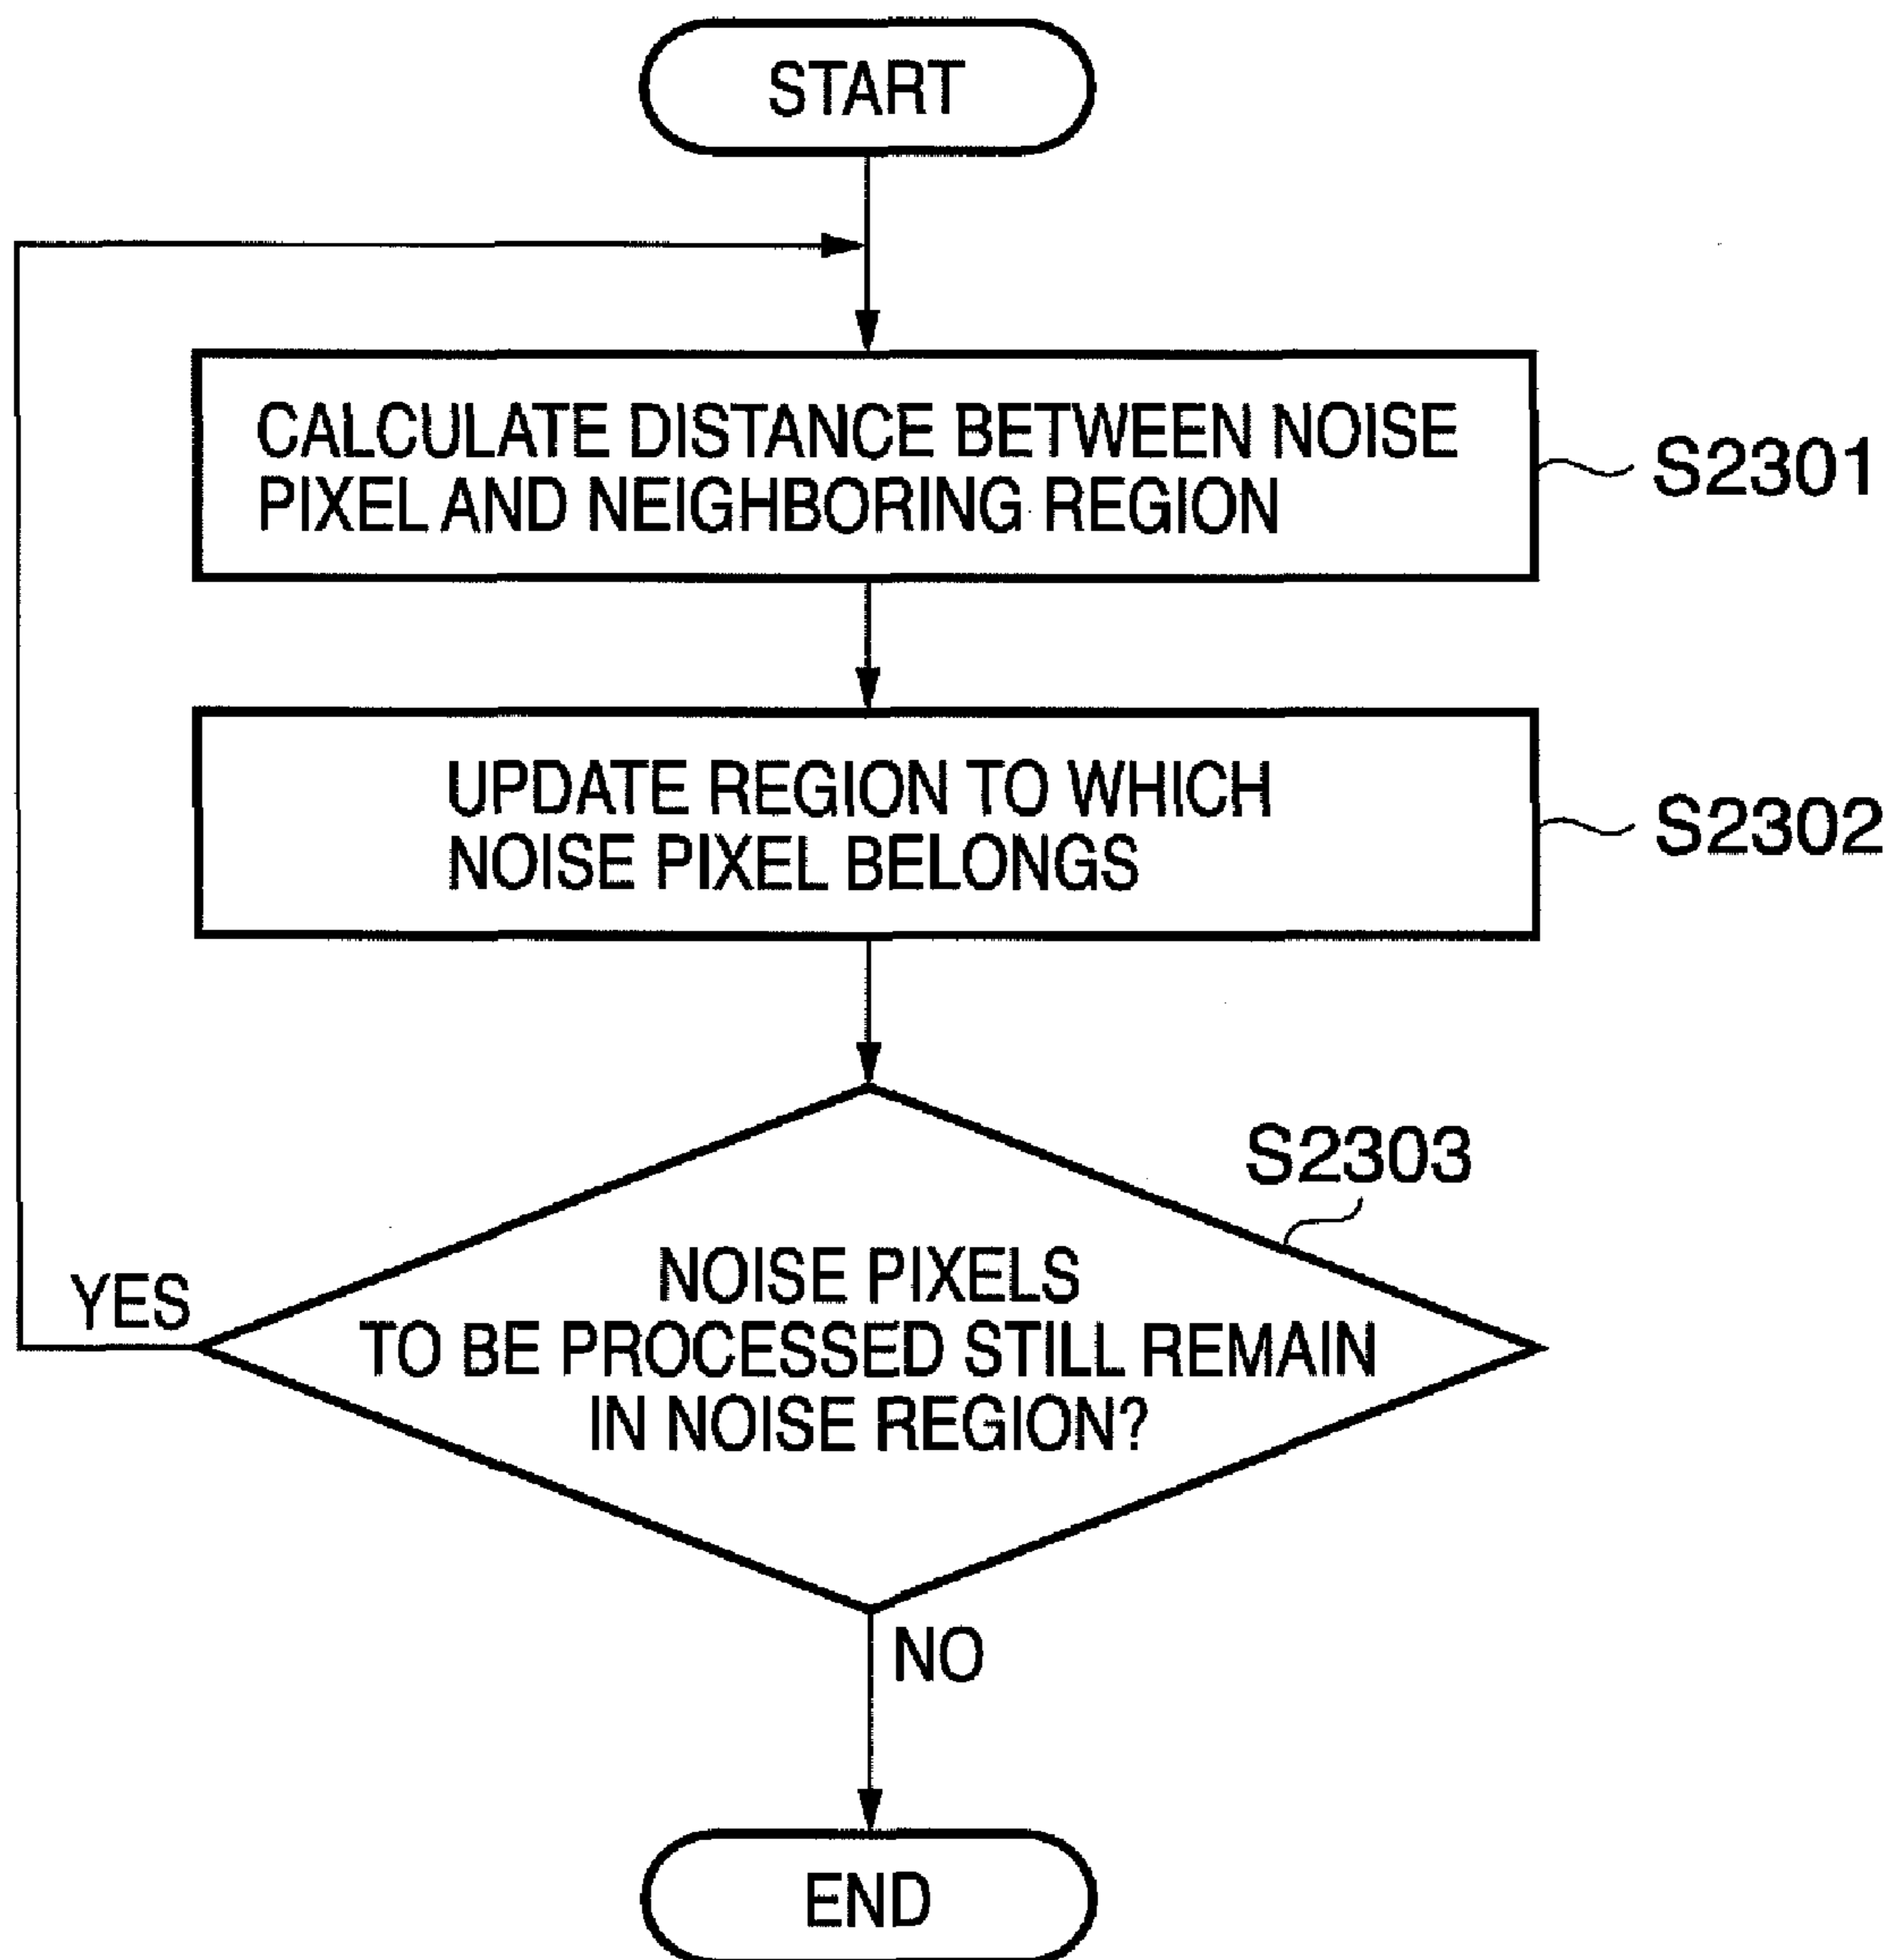 START
CALCULATE DISTANCE BETWEEN NOISE
PIXEL AND NEIGHBORING REGION
S2301
UPDATE REGION TO WHICH
NOISE PIXEL BELONGS
S2302
S2303
NOISE PIXELS
TO BE PROCESSED STILL REMAIN
IN NOISE REGION?
YES
NO
END